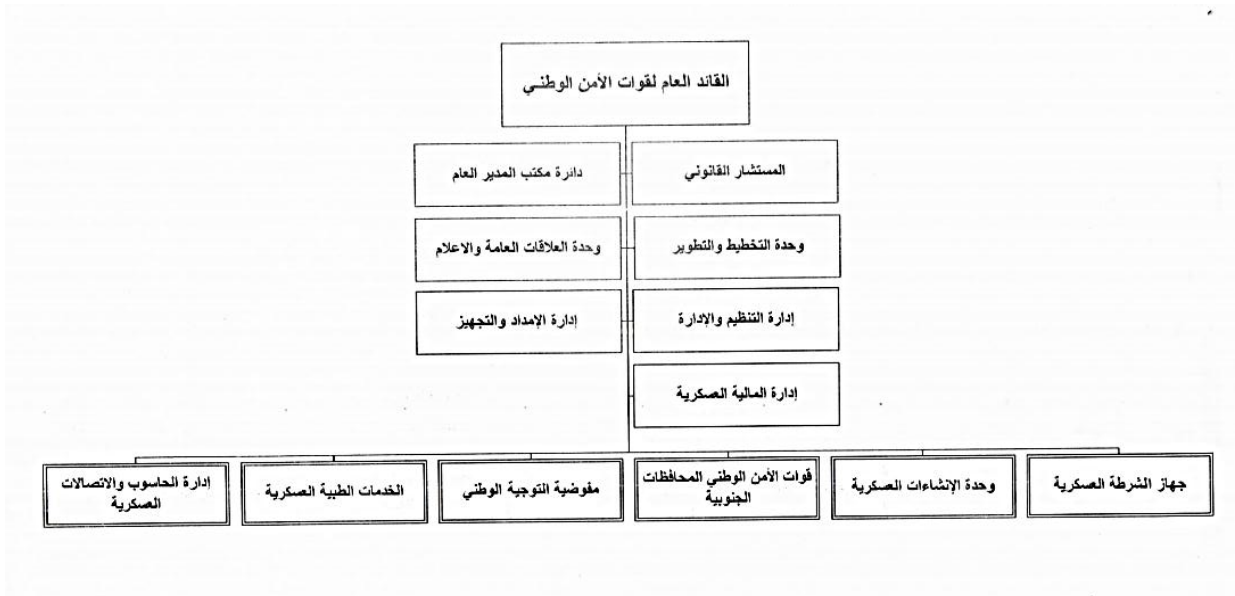 القائد العام لقوات الأمن الوطني
المستشار القانوني
دائرة مكتب المدير العام
وحدة التخطيط والتطوير
وحدة العلاقات العامة والاعلام
إدارة التنظيم والإدارة
إدارة الإمداد والتجهيز
إدارة المالية العسكرية
جهاز الشرطة العسكرية
وحدة الإنشاءات العسكرية
قوات الأمن الوطني المحافظات
الجنوبية
مفوضية التوجية الوطني
الخدمات الطبية العسكرية
إدارة الحاسوب والاتصالات
العسكرية